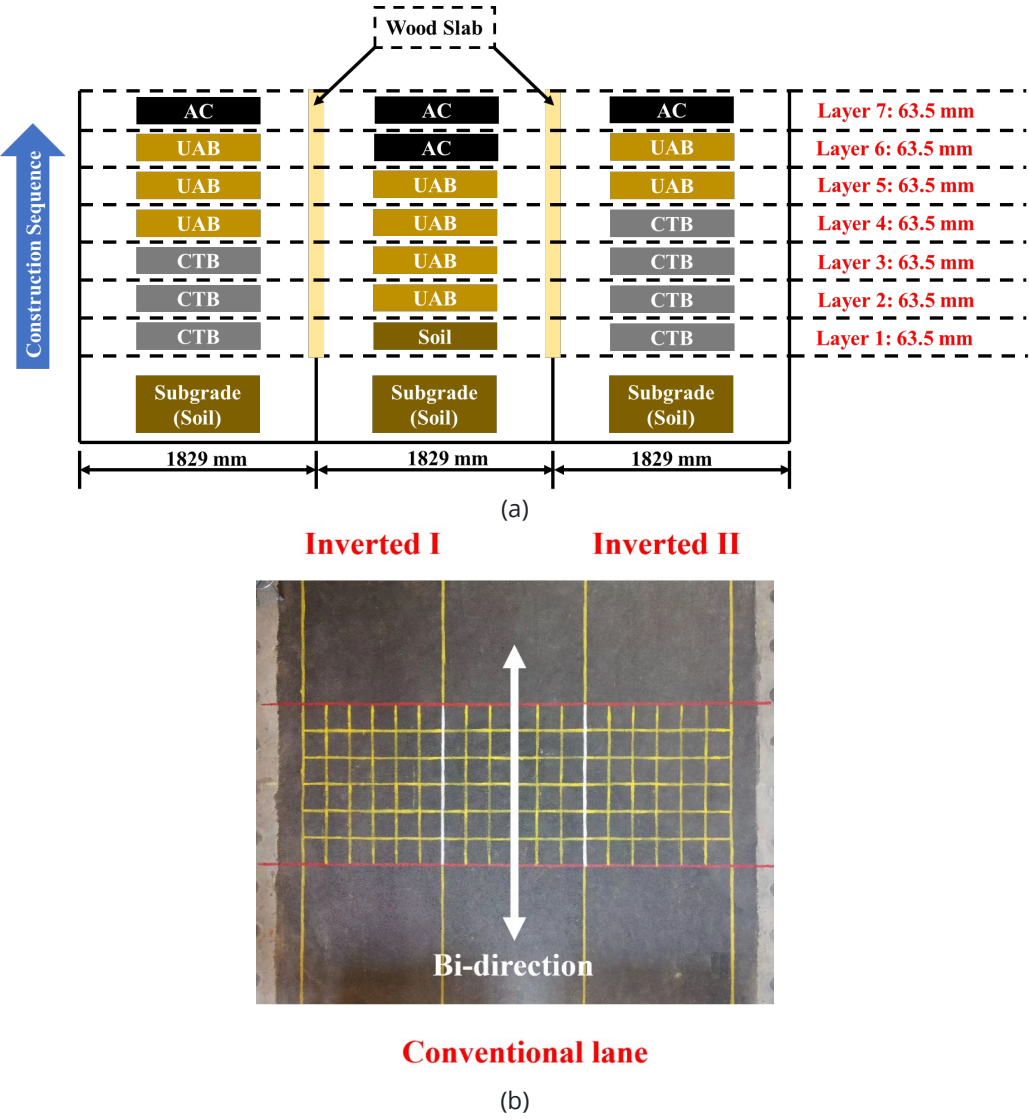 Wood Slab
AC AC AC Layer 7: 63.5 mm
UAB AC UAB Layer 6: 63.5 mm
UAB UAB UAB Layer 5: 63.5 mm
UAB UAB CTB Layer 4: 63.5 mm
CTB UAB CTB Layer 3: 63.5 mm
CTB UAB CTB Layer 2: 63.5 mm
CTB Soil CTB Layer 1: 63.5 mm
Construction Sequence
Subgrade Subgrade Subgrade
(Soil) (Soil) (Soil)
1829 mm 1829 mm 1829 mm
(a)
Inverted I Inverted II
Bi-direction
Conventional lane
(b)